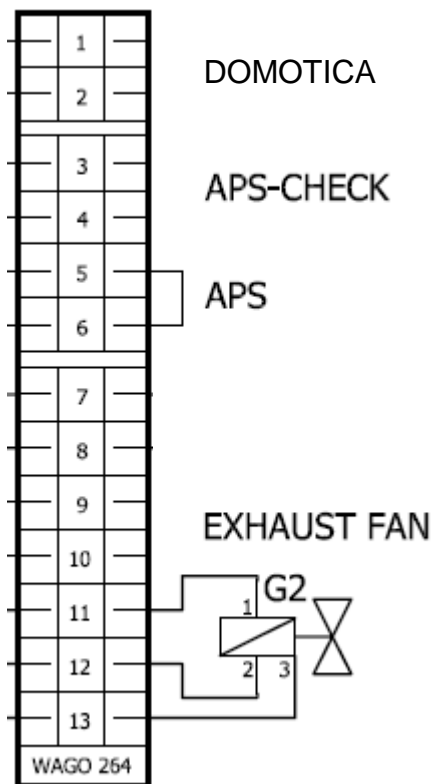 1
DOMOTICA
2
3
APS-CHECK
4
5
APS
6
7
8
9
EXHAUST FAN
10
G2
11
1
12
2 3
13
WAGO 264